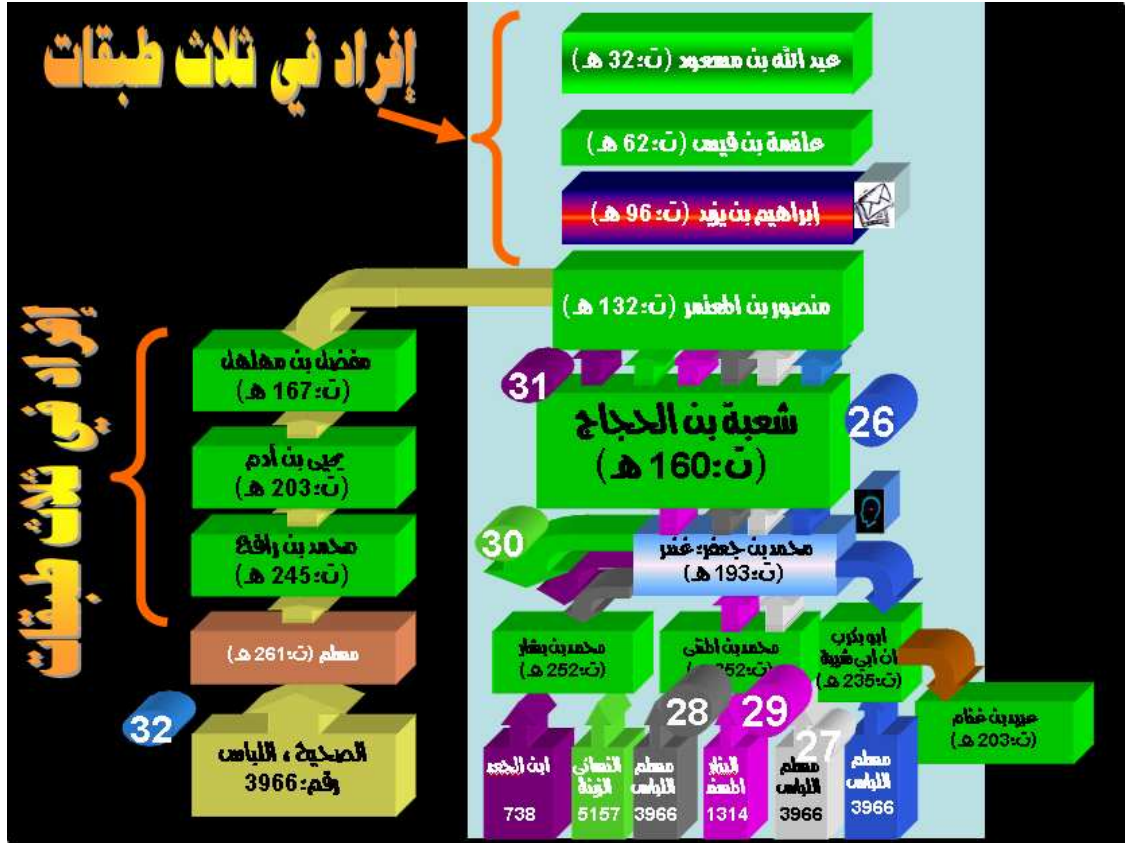 إفراد في ثلاث طبقات
عبد الله بن مسعود (ت:32 هـ)
علقمة بن قيس (ت:62 هـ)
إبراهيم بن يزيد (ت:96 هـ)
منصور بن المعتمر (ت:132 هـ)
إفراد في ثلاث طبقات
مفضل بن مهلهل
(ت:167 هـ)
31
شعبة بن الحجاج
(ت:160 هـ)
26
يحيى بن أدم
(ت:203 هـ)
30
محمد بن جعفر: غندر
(ت:193 هـ)
محمد بن رافع
(ت:245 هـ)
مسلم (ت:261 هـ)
محمد بن بشار
(ت:252 هـ)
محمد بن المثنى
(ت:252 هـ)
ابو بكر بن
أبي شيبة
(ت:235 هـ)
عبيد بن غنام
(ت:203 هـ)
32
28
29
27
الصحيح ، اللباس
رقم: 3966
ابن الجعد
738
النسائي
الزينة
5157
مسلم
اللباس
3966
البزار
1314
مسلم
اللباس
3966
مسلم
اللباس
3966